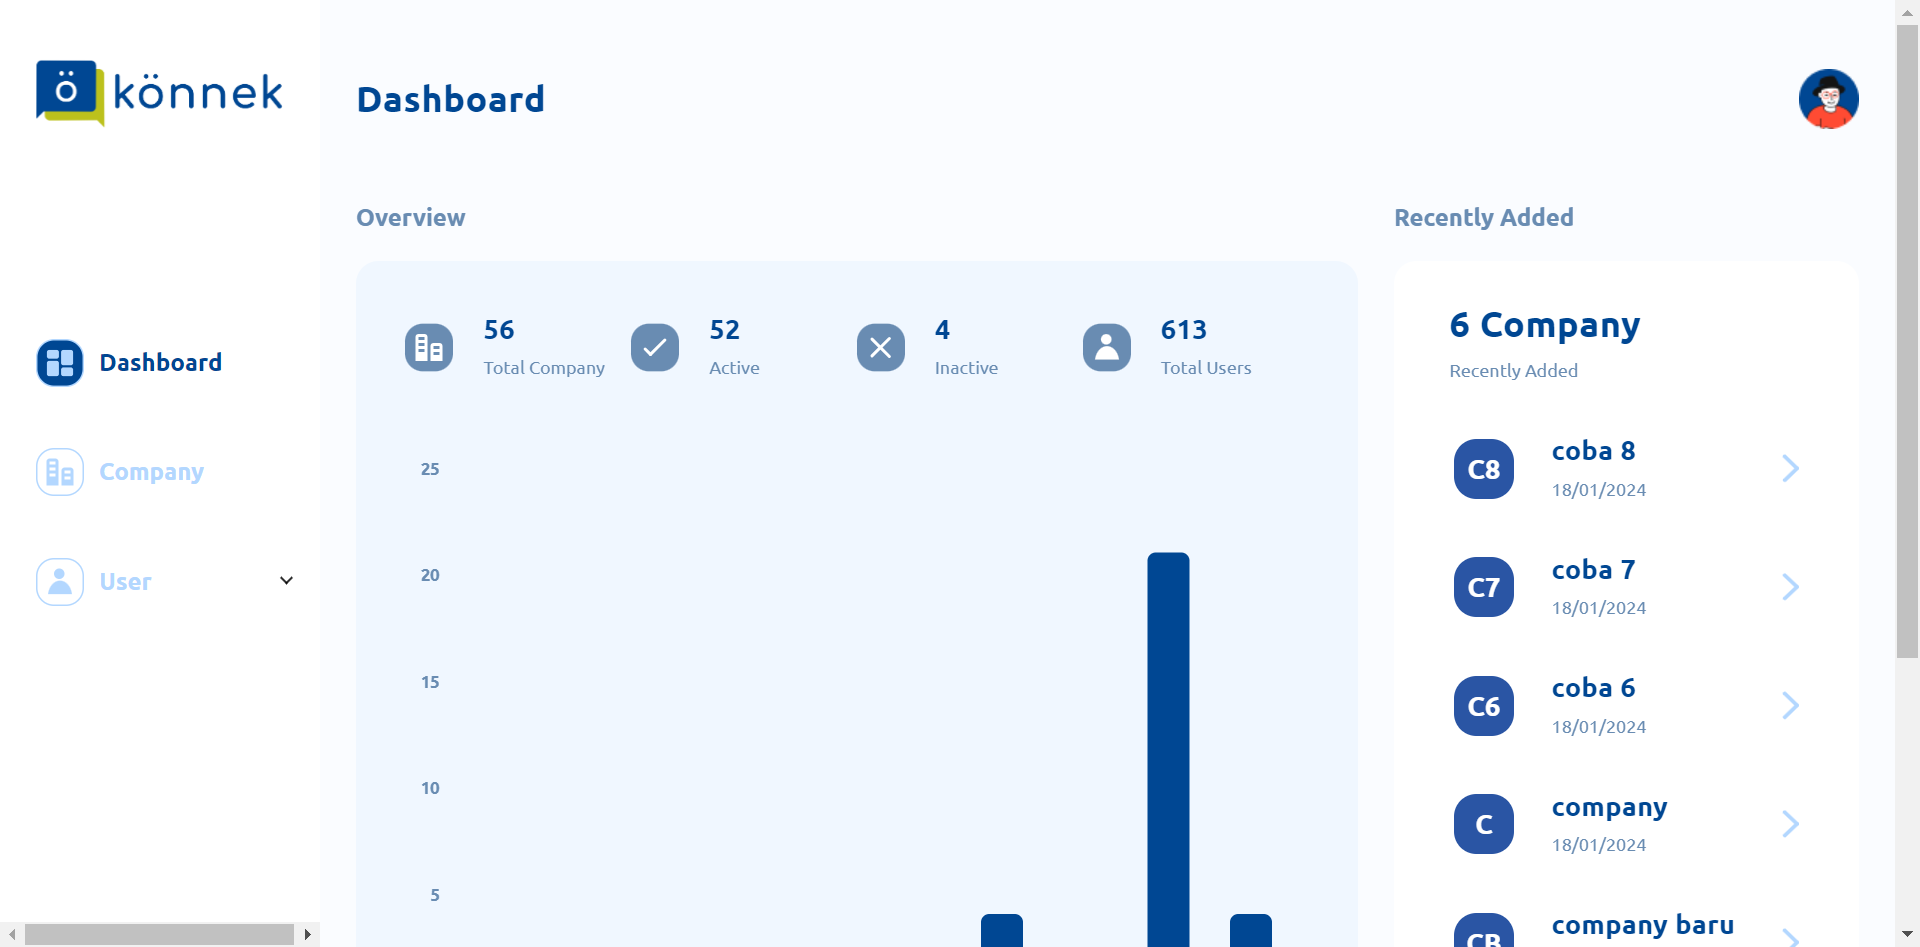 ö könnek
Dashboard
Dashboard
Company
User
Overview
56
Total Company
52
Active
4
Inactive
613
Total Users
25
20
15
10
5
Recently Added
6 Company
Recently Added
C8
coba 8
18/01/2024
C7
coba 7
18/01/2024
C6
coba 6
18/01/2024
C
company
18/01/2024
CB
company baru